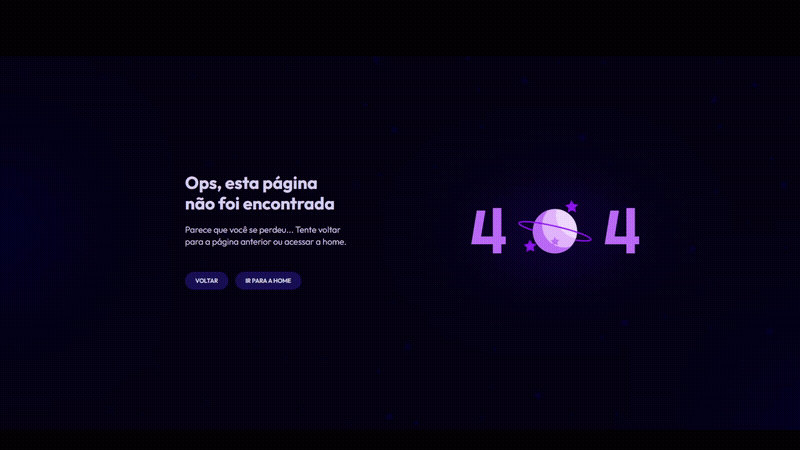 Ops, esta página
não foi encontrada
Parece que você se perdeu... Tente voltar
para a página anterior ou acessar a home.
VOLTAR
IR PARA A HOME
4 4